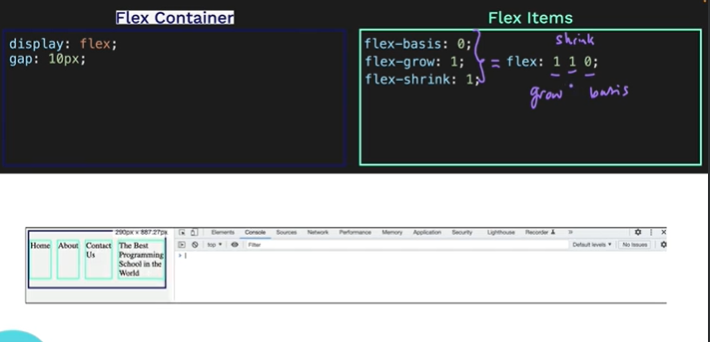 Flex Container
Flex Items
display: flex;
gap: 10px;
flex-basis: 0;
flex-grow: 1;
flex-shrink: 1;
= flex: 1 1 0;
shrink
grow
basis
290px × 887.27px
Elements Console Sources Network Performance Memory Application Security Lighthouse Recorder »
top ▾ Filter Default levels ▾ No Issues
Home
About
Contact
Us
The Best
Programming
School in the
World